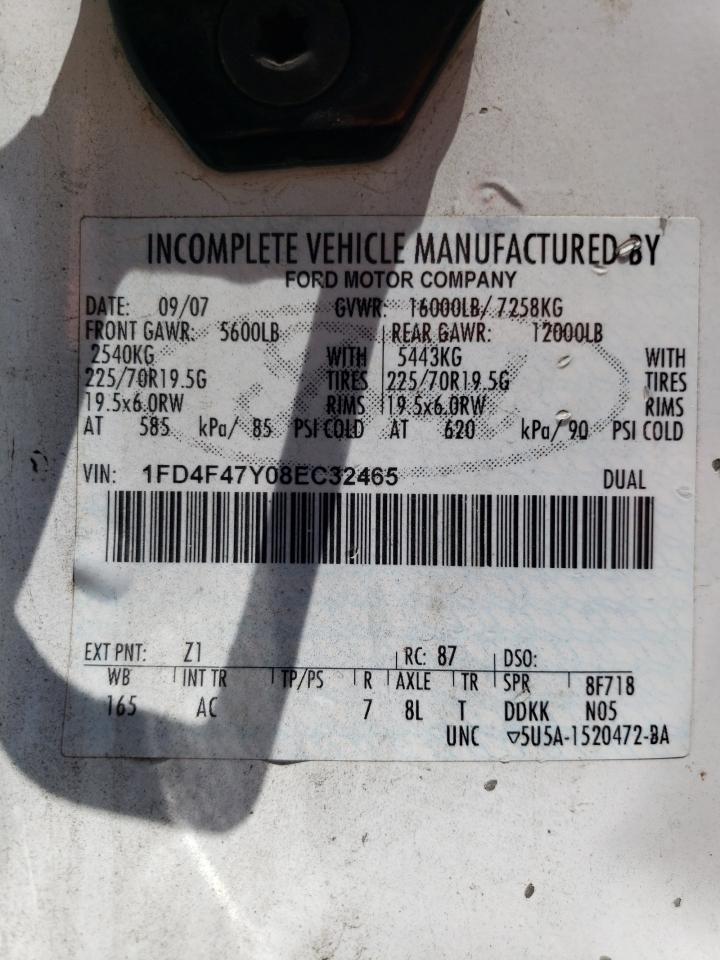 INCOMPLETE VEHICLE MANUFACTURED BY
FORD MOTOR COMPANY
DATE: 09/07 GVWR: 16000LB/ 7258KG
FRONT GAWR: 5600LB REAR GAWR: 12000LB
2540KG WITH 5443KG WITH
225/70R19.5G TIRES 225/70R19.5G TIRES
19.5x6.0RW RIMS 19.5x6.0RW RIMS
AT 585 kPa/ 85 PSI COLD AT 620 kPa/ 90 PSI COLD
VIN: 1FD4F47Y08EC32465 DUAL
EXT PNT: Z1 RC: 87 DSO:
WB INT TR TP/PS R AXLE TR SPR 8F718
165 AC 7 8L T DDKK N05
UNC ▽5U5A-1520472-BA